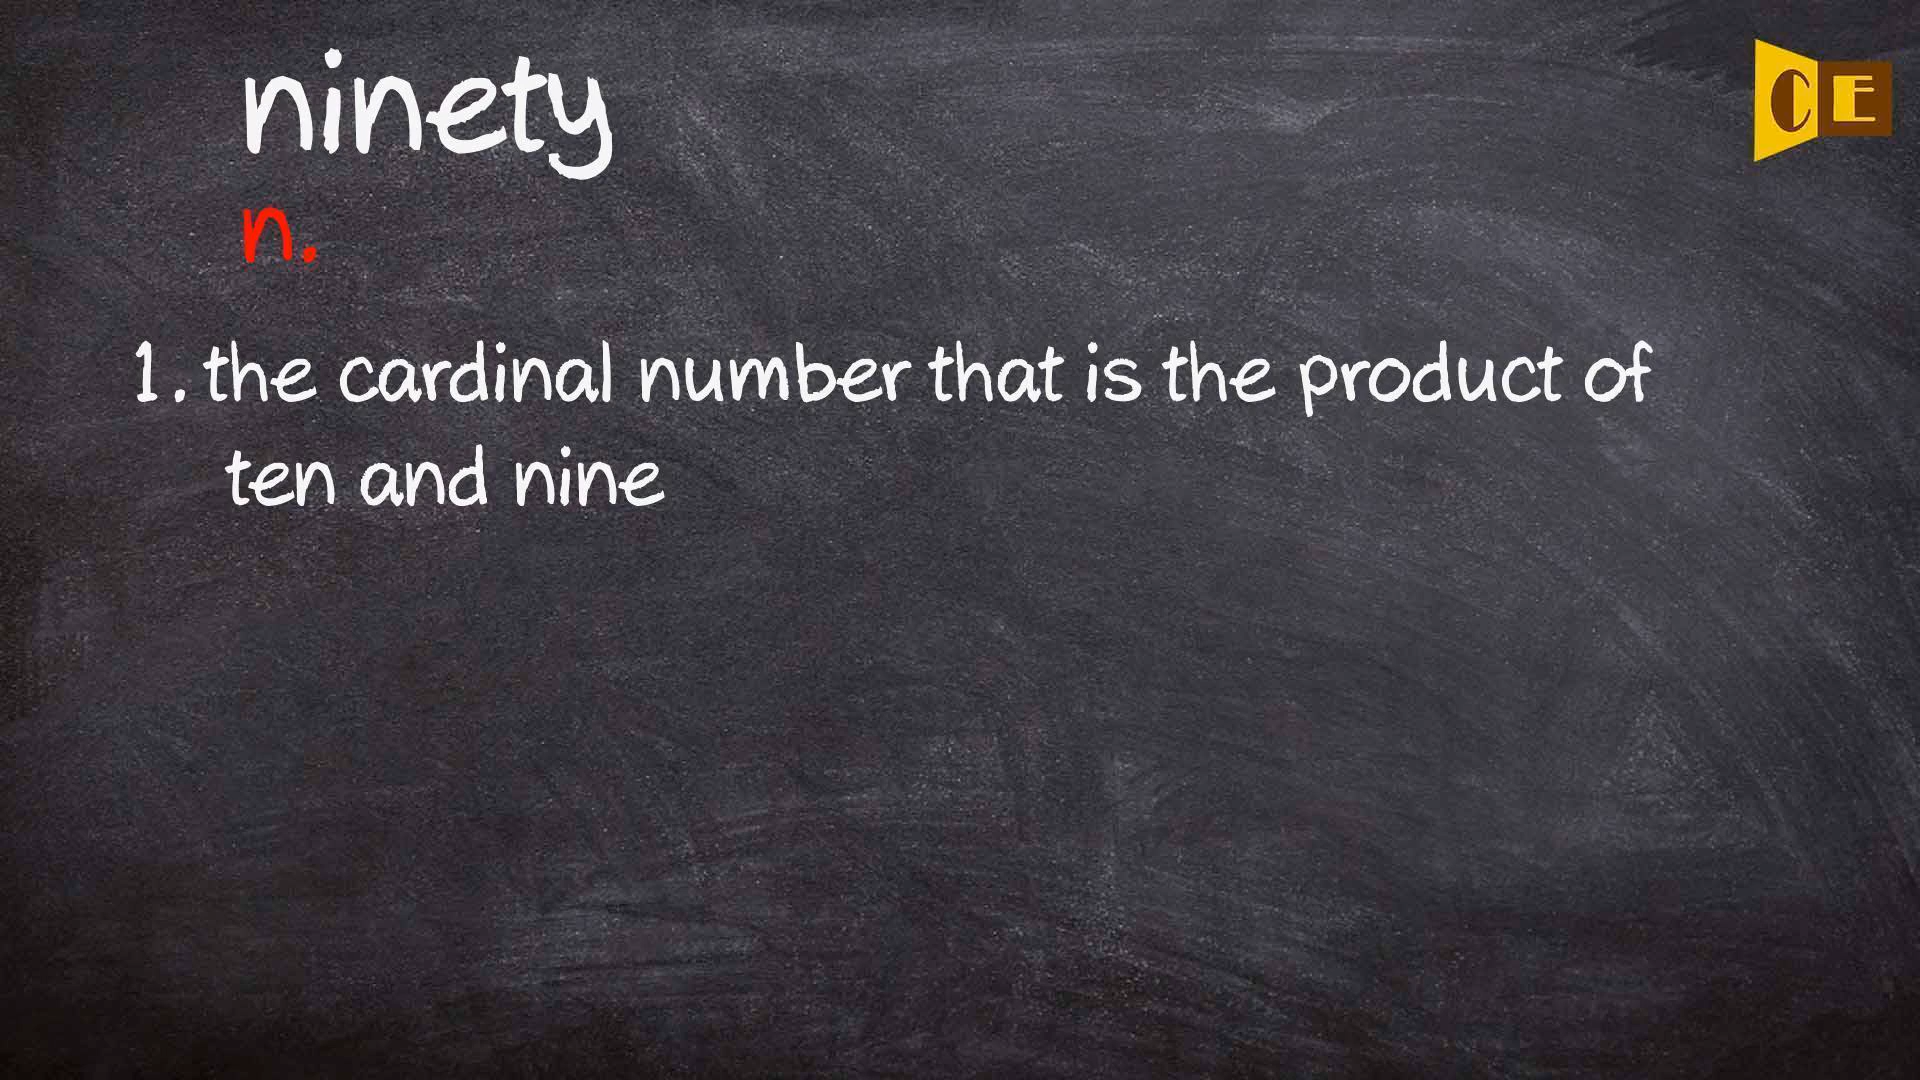 ninety
CE
n.
1. the cardinal number that is the product of
ten and nine